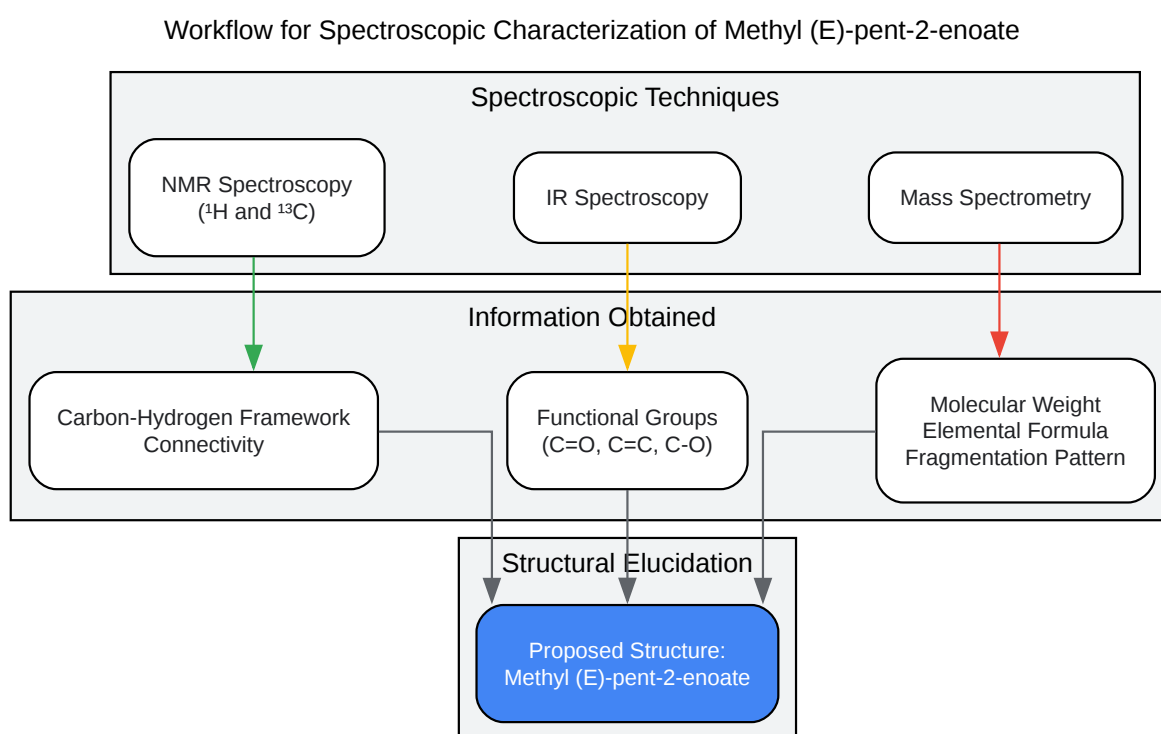 Workflow for Spectroscopic Characterization of Methyl (E)-pent-2-enoate
Spectroscopic Techniques
NMR Spectroscopy
(¹H and ¹³C)
IR Spectroscopy
Mass Spectrometry
Information Obtained
Carbon-Hydrogen Framework
Connectivity
Functional Groups
(C=O, C=C, C-O)
Molecular Weight
Elemental Formula
Fragmentation Pattern
Structural Elucidation
Proposed Structure:
Methyl (E)-pent-2-enoate